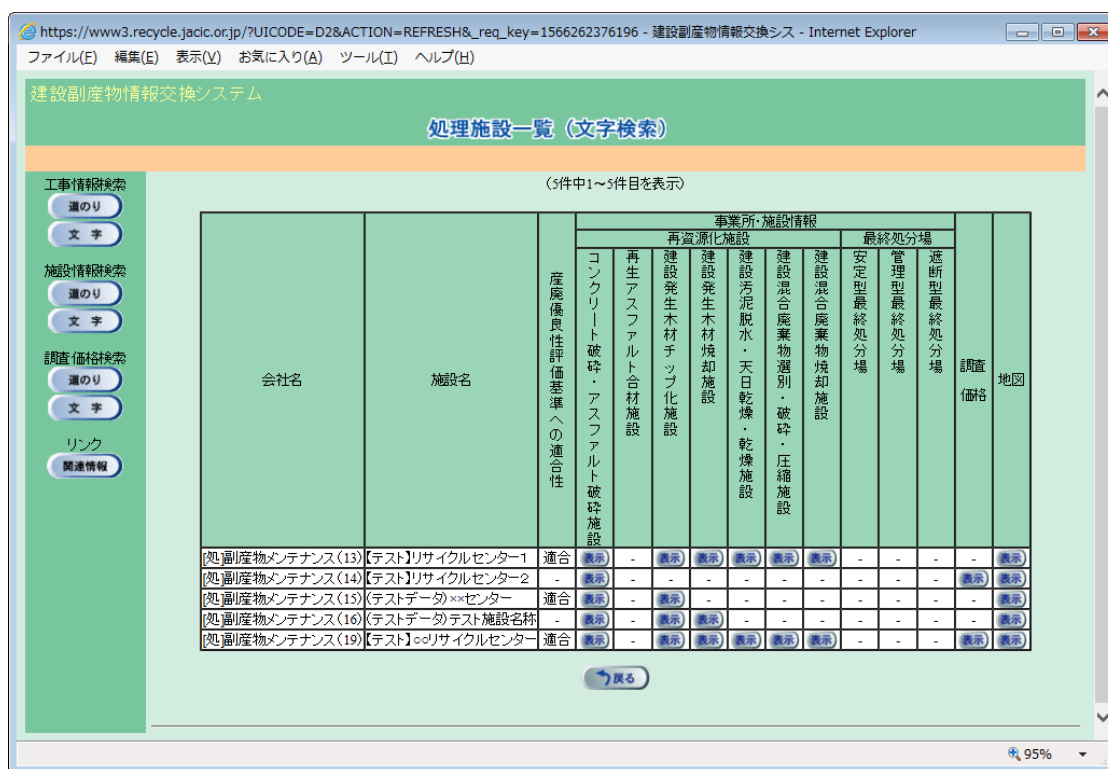 https://www3.recycle.jacic.or.jp/?UICODE=D2&ACTION=REFRESH&_req_key=1566262376196 - 建設副産物情報交換シス - Internet Explorer
ファイル(F) 編集(E) 表示(V) お気に入り(A) ツール(T) ヘルプ(H)
建設副産物情報交換システム
処理施設一覧（文字検索）
工事情報検索
道のり
文字
施設情報検索
道のり
文字
調査価格検索
道のり
文字
リンク
関連情報
(5件中1～5件目を表示)
会社名
施設名
産廃優良性評価基準への適合性
事業所・施設情報
再資源化施設
最終処分場
コンクリート破砕・アスファルト破砕施設
再生アスファルト合材施設
建設発生木材チップ化施設
建設発生木材焼却施設
建設汚泥脱水・天日乾燥・乾燥施設
建設混合廃棄物選別・破砕・圧縮施設
建設混合廃棄物焼却施設
安定型最終処分場
管理型最終処分場
遮断型最終処分場
調査価格
地図
[処]副産物メンテナンス(13) 【テスト】リサイクルセンター1 適合 表示 - 表示 表示 表示 表示 表示 - - - - 表示
[処]副産物メンテナンス(14) 【テスト】リサイクルセンター2 - 表示 - - - - - - - - - 表示 表示
[処]副産物メンテナンス(15) (テストデータ)××センター 適合 表示 - 表示 - - - - - - - - 表示
[処]副産物メンテナンス(16) (テストデータ)テスト施設名称 - 表示 - 表示 表示 - - - - - - - 表示
[処]副産物メンテナンス(19) 【テスト】○○リサイクルセンター 適合 表示 - 表示 表示 表示 表示 表示 - - - 表示 表示
戻る
95%